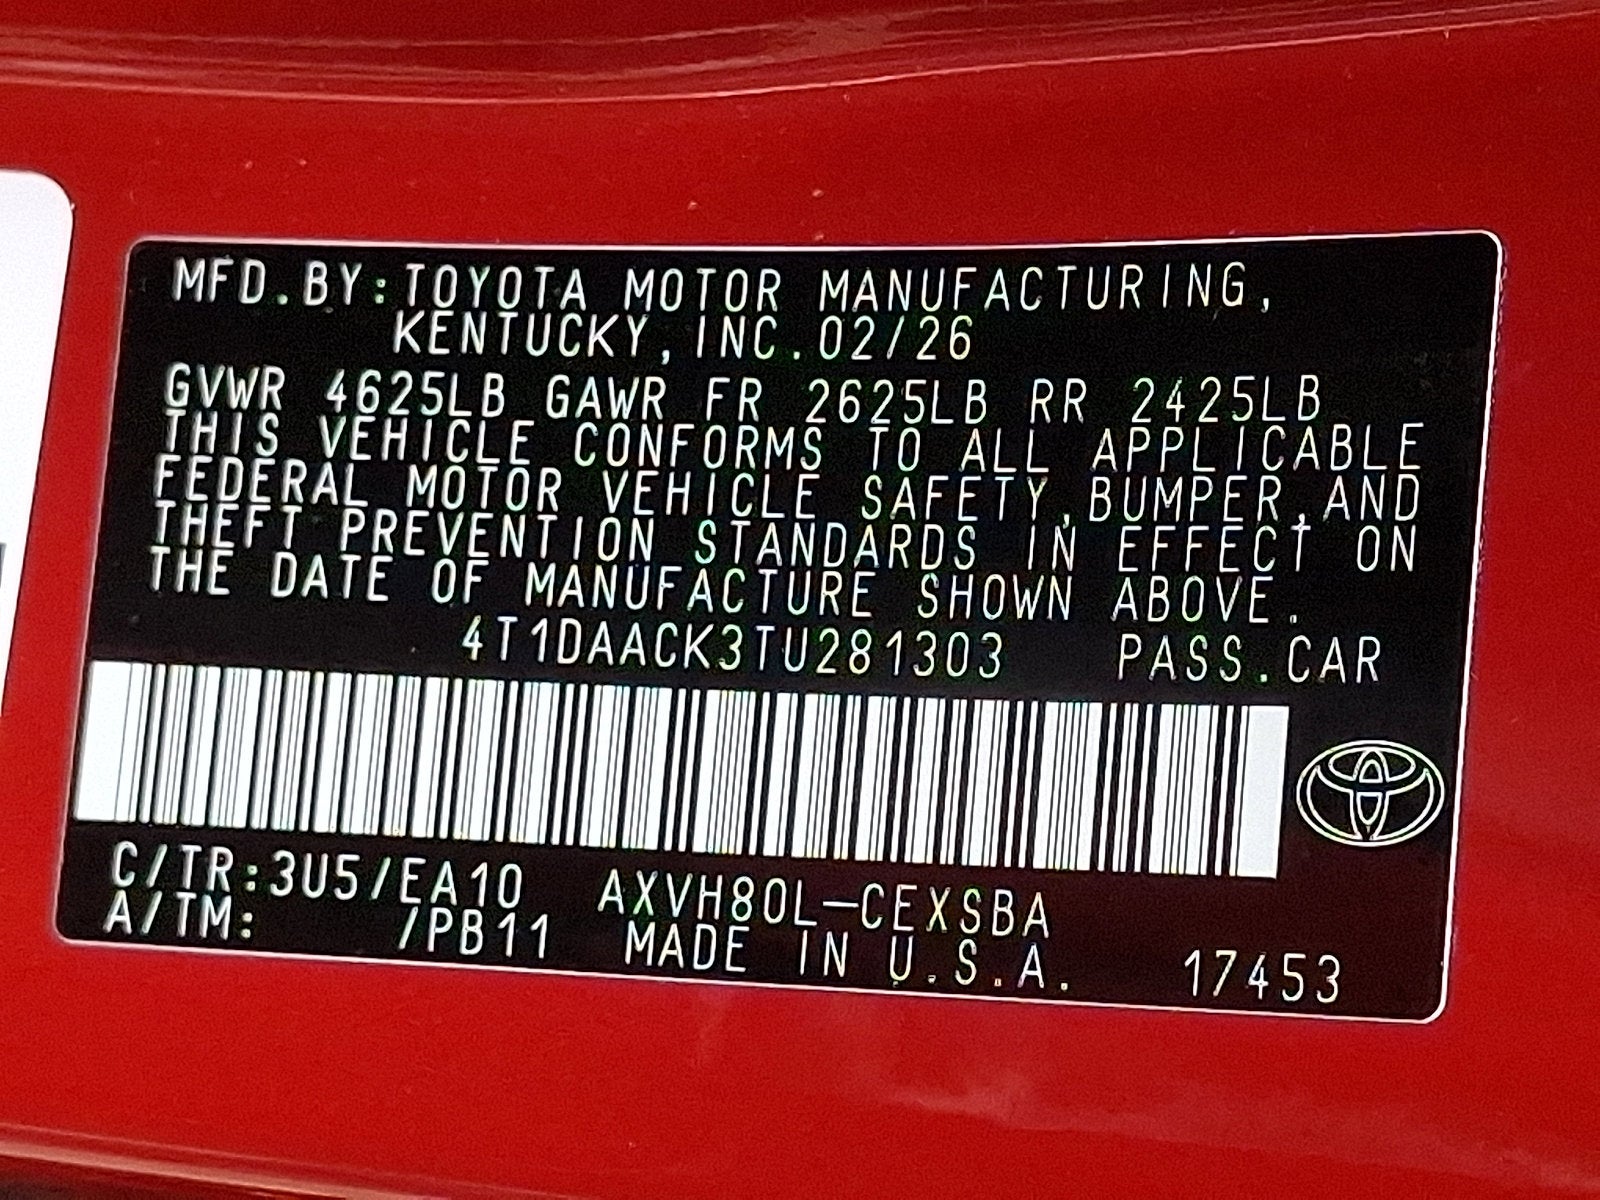 MFD.BY:TOYOTA MOTOR MANUFACTURING,
KENTUCKY,INC.02/26
GVWR 4625LB GAWR FR 2625LB RR 2425LB
THIS VEHICLE CONFORMS TO ALL APPLICABLE
FEDERAL MOTOR VEHICLE SAFETY,BUMPER,AND
THEFT PREVENTION STANDARDS IN EFFECT ON
THE DATE OF MANUFACTURE SHOWN ABOVE.
4T1DAACK3TU281303 PASS.CAR
C/TR:3U5/EA10 AXVH80L-CEXSBA
A/TM: /PB11 MADE IN U.S.A. 17453